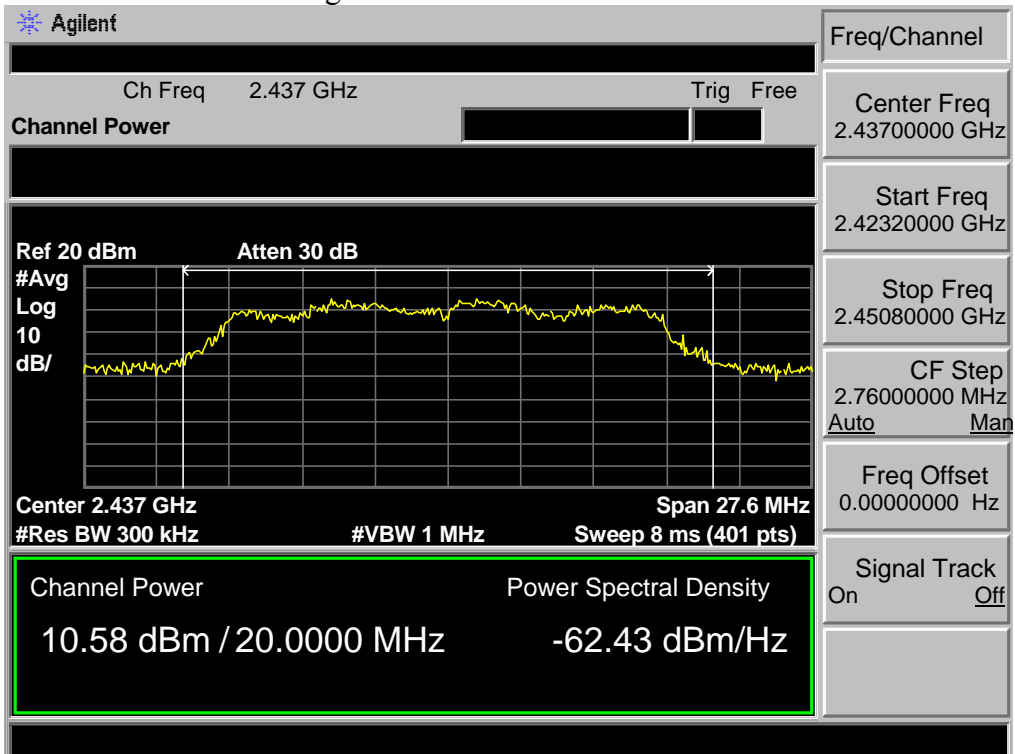 Agilent
Freq/Channel
Ch Freq 2.437 GHz Trig Free
Channel Power
Center Freq
2.43700000 GHz
Start Freq
2.42320000 GHz
Ref 20 dBm Atten 30 dB
#Avg
Log
10
dB/
Stop Freq
2.45080000 GHz
CF Step
2.76000000 MHz
Auto Man
Center 2.437 GHz Span 27.6 MHz
#Res BW 300 kHz #VBW 1 MHz Sweep 8 ms (401 pts)
Freq Offset
0.00000000 Hz
Channel Power Power Spectral Density
10.58 dBm / 20.0000 MHz -62.43 dBm/Hz
Signal Track
On Off